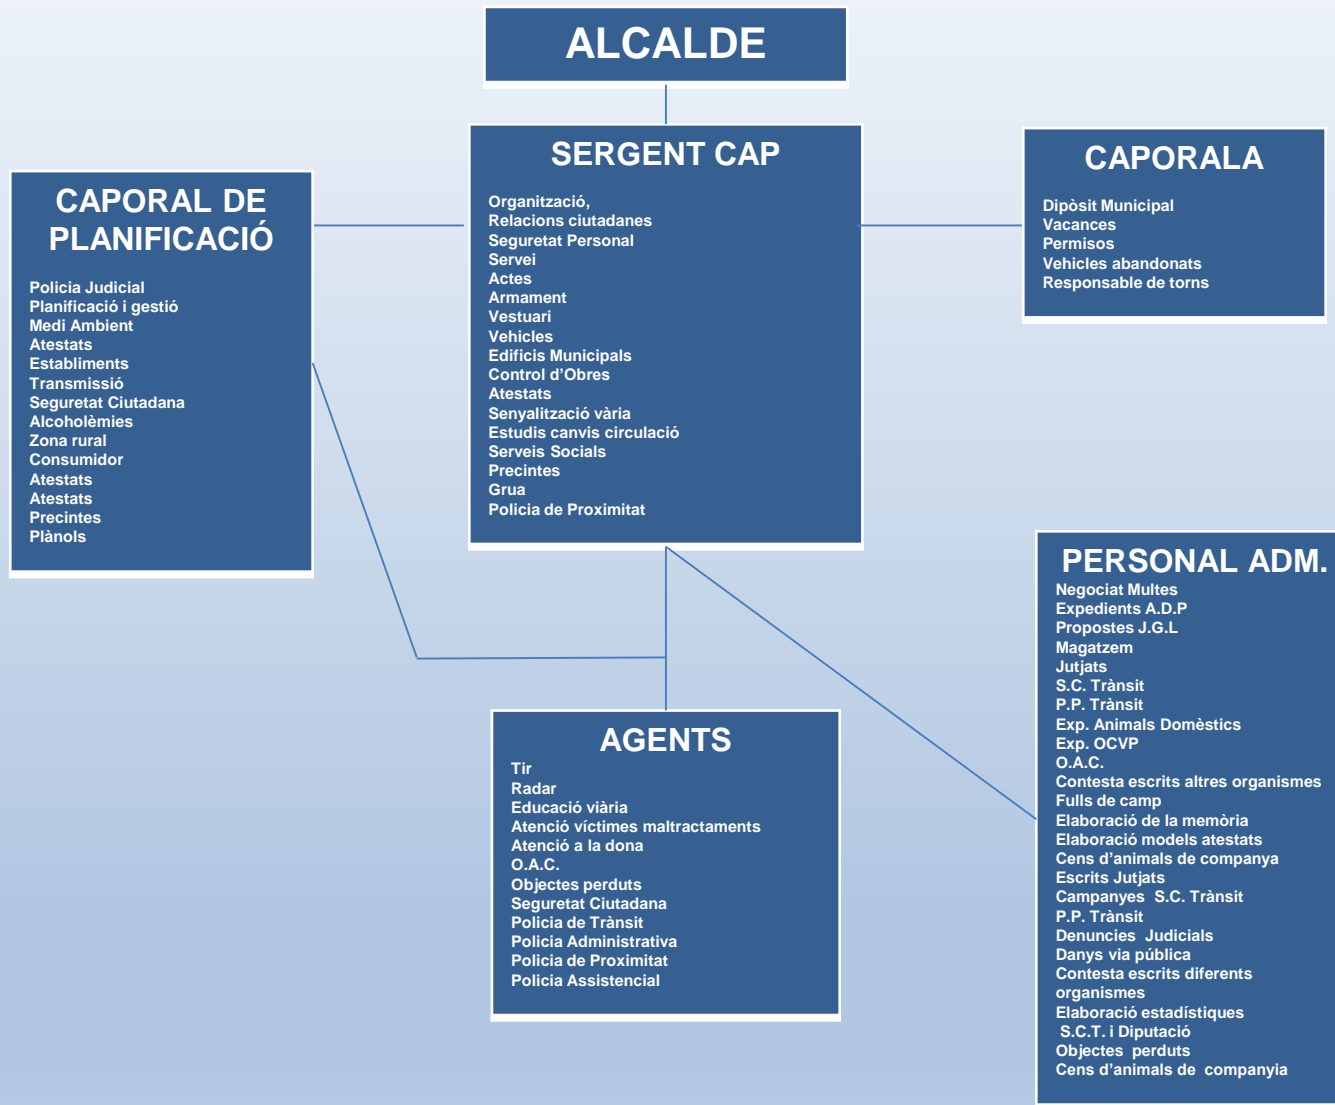 ALCALDE
SERGENT CAP
Organització,
Relacions ciutadanes
Seguretat Personal
Servei
Actes
Armament
Vestuari
Vehicles
Edificis Municipals
Control d’Obres
Atestats
Senyalització vària
Estudis canvis circulació
Serveis Socials
Precintes
Grua
Policia de Proximitat
CAPORALA
Dipòsit Municipal
Vacances
Permisos
Vehicles abandonats
Responsable de torns
CAPORAL DE
PLANIFICACIÓ
Policia Judicial
Planificació i gestió
Medi Ambient
Atestats
Establiments
Transmissió
Seguretat Ciutadana
Alcoholèmies
Zona rural
Consumidor
Atestats
Atestats
Precintes
Plànols
AGENTS
Tir
Radar
Educació viària
Atenció víctimes maltractaments
Atenció a la dona
O.A.C.
Objectes perduts
Seguretat Ciutadana
Policia de Trànsit
Policia Administrativa
Policia de Proximitat
Policia Assistencial
PERSONAL ADM.
Negociat Multes
Expedients A.D.P
Propostes J.G.L
Magatzem
Jutjats
S.C. Trànsit
P.P. Trànsit
Exp. Animals Domèstics
Exp. OCVP
O.A.C.
Contesta escrits altres organismes
Fulls de camp
Elaboració de la memòria
Elaboració models atestats
Cens d’animals de companya
Escrits Jutjats
Campanyes S.C. Trànsit
P.P. Trànsit
Denuncies Judicials
Danys via pública
Contesta escrits diferents
organismes
Elaboració estadístiques
S.C.T. i Diputació
Objectes perduts
Cens d’animals de companyia